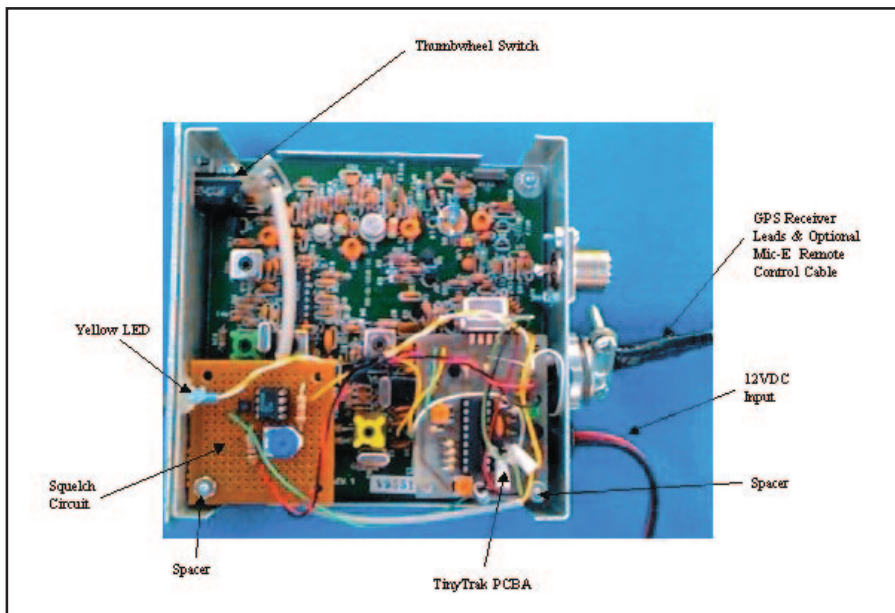 Thumbwheel Switch
GPS Receiver
Leads & Optional
Mic-E Remote
Control Cable
Yellow LED
12VDC
Input
Squelch
Circuit
Spacer
Spacer
TinyTrak PCBA